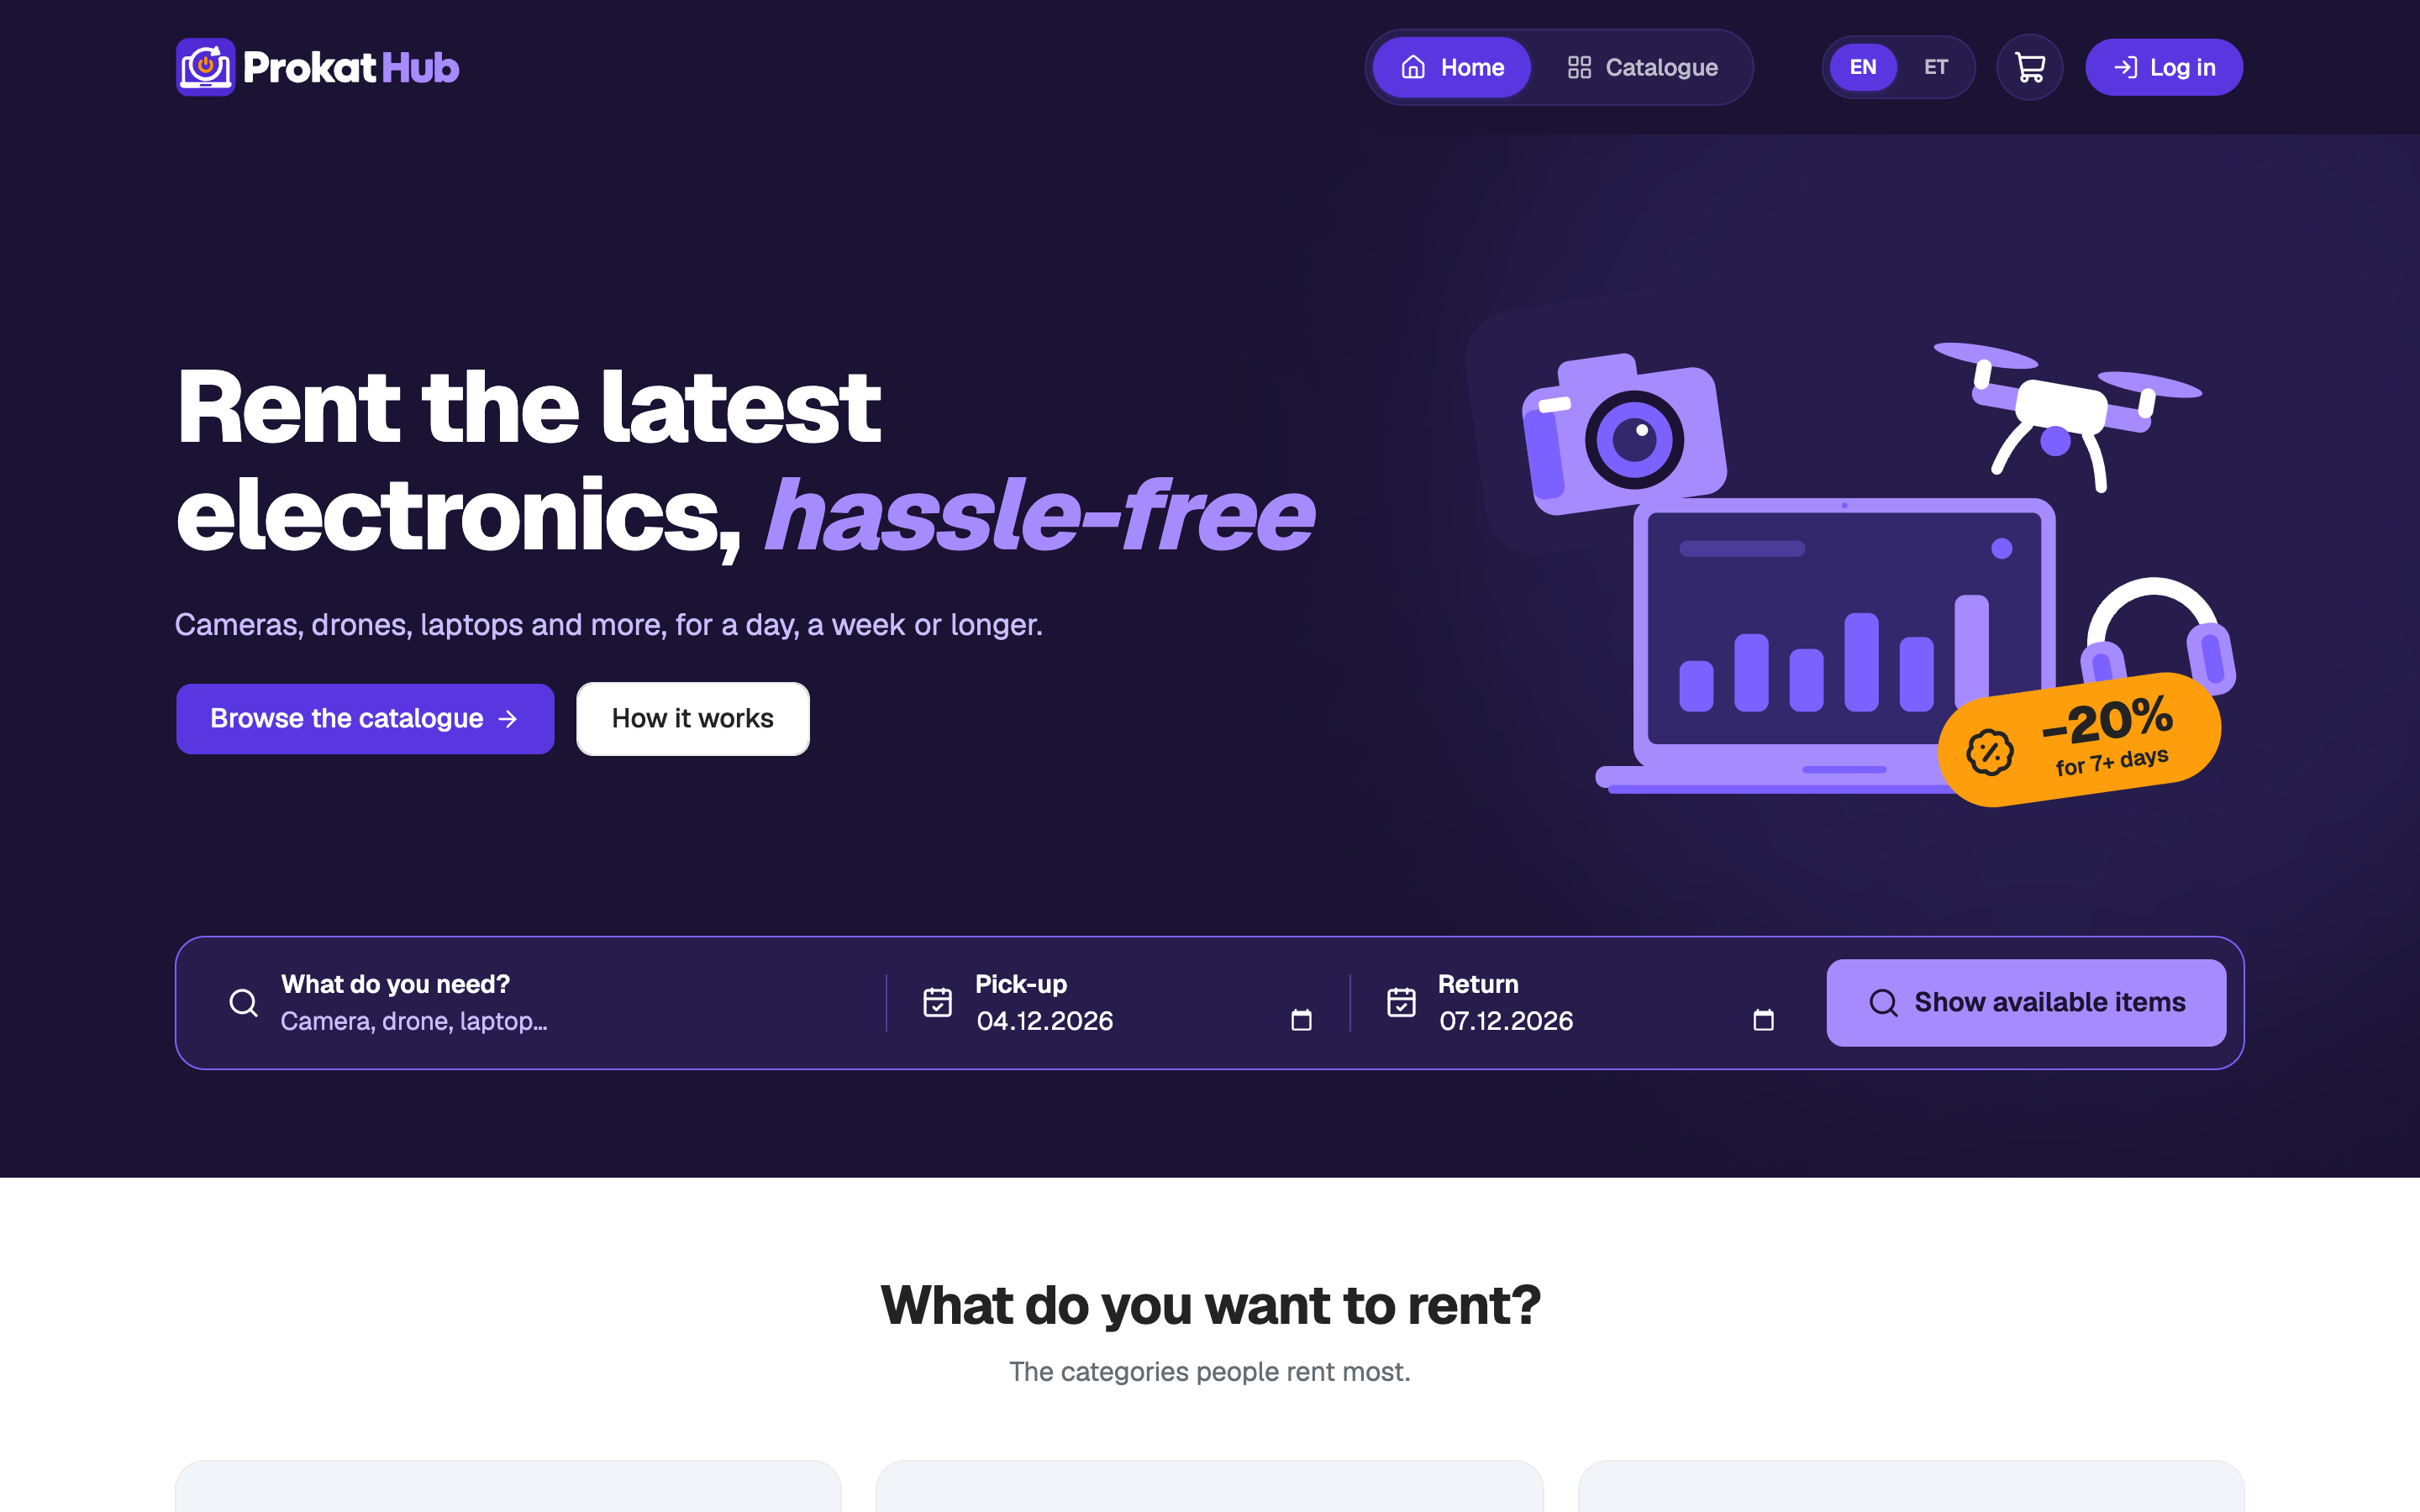 Prokat Hub
Home
Catalogue
EN
ET
Log in
Rent the latest
electronics, hassle-free
Cameras, drones, laptops and more, for a day, a week or longer.
Browse the catalogue →
How it works
–20%
for 7+ days
What do you need?
Camera, drone, laptop...
Pick-up
04.12.2026
Return
07.12.2026
Show available items
What do you want to rent?
The categories people rent most.